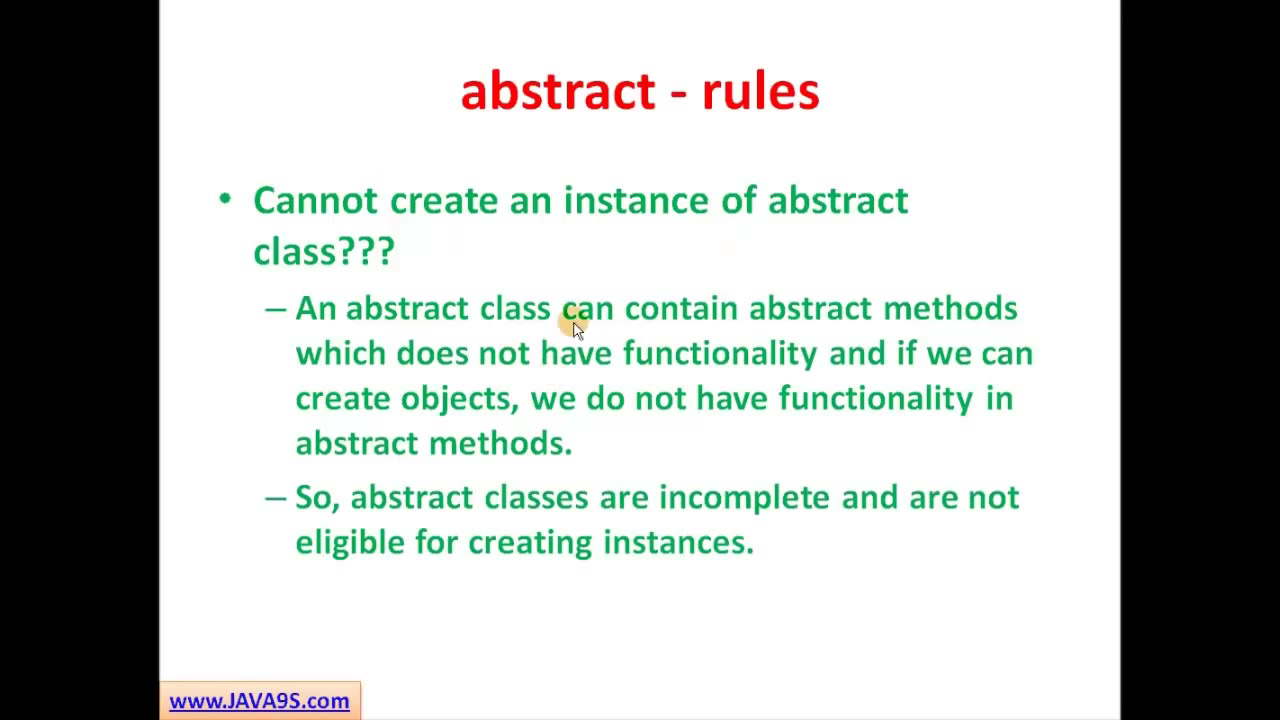 abstract - rules
• Cannot create an instance of abstract
class???
– An abstract class can contain abstract methods
which does not have functionality and if we can
create objects, we do not have functionality in
abstract methods.
– So, abstract classes are incomplete and are not
eligible for creating instances.
www.JAVA9S.com